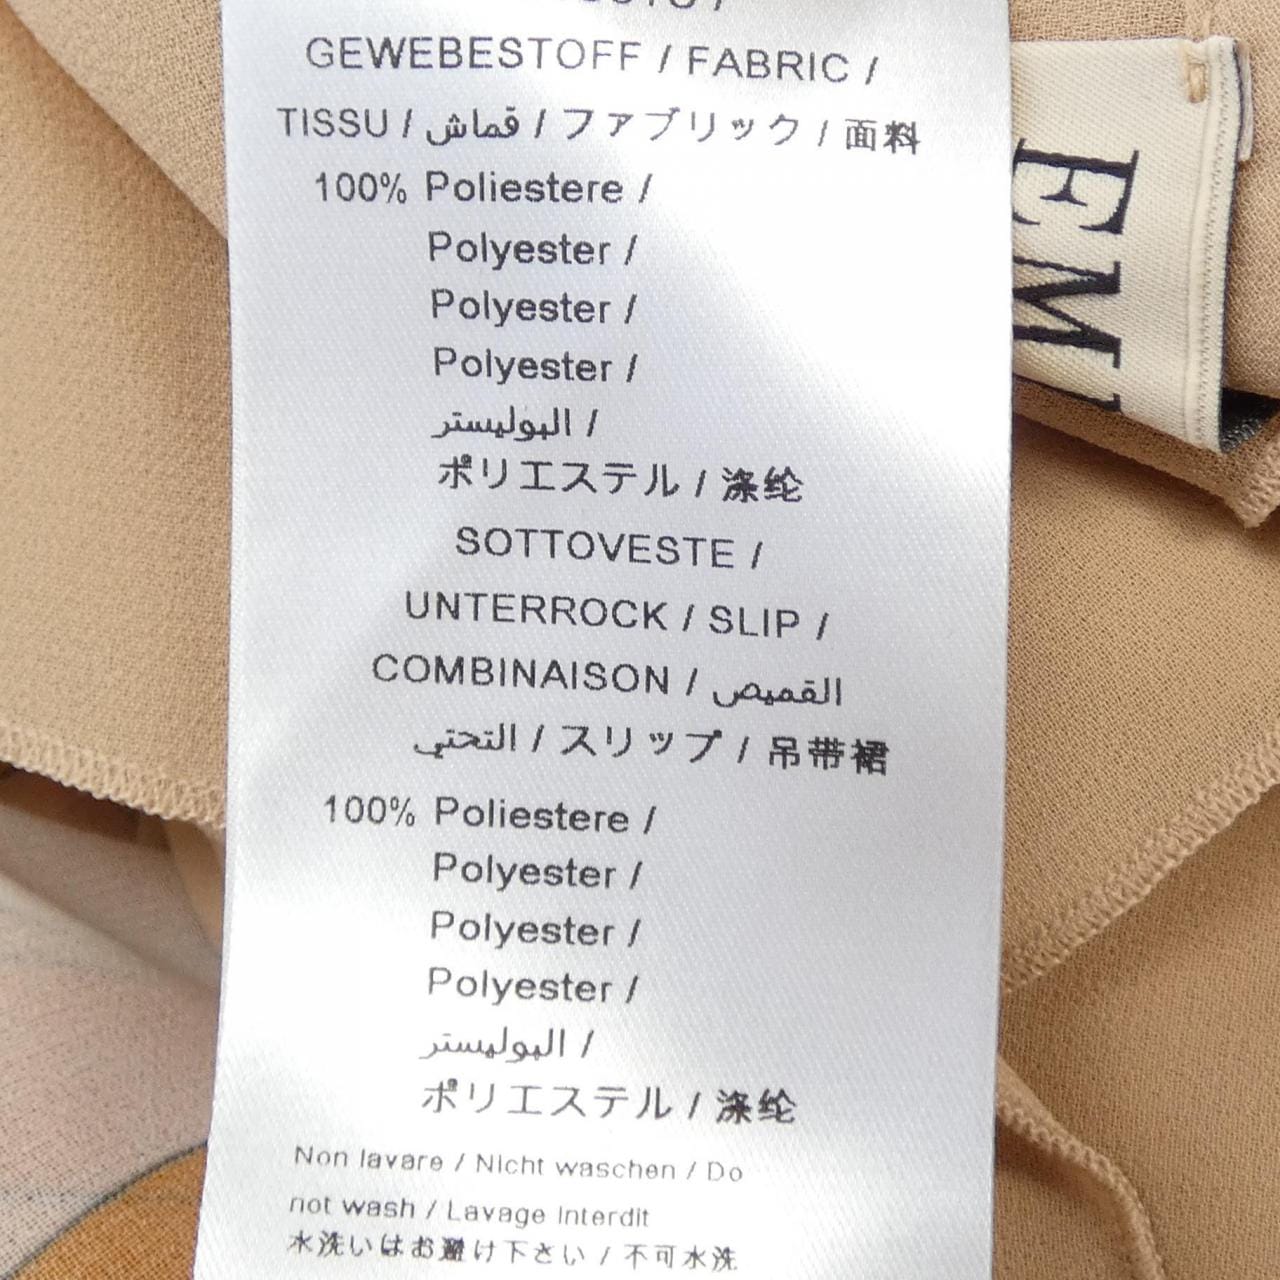 GEWEBESTOFF / FABRIC /
TISSU / قماش / ファブリック / 面料
100% Poliestere /
Polyester /
Polyester /
Polyester /
البوليستر /
ポリエステル / 涤纶
SOTTOVESTE /
UNTERROCK / SLIP /
COMBINAISON / القميص
التحتي / スリップ / 吊带裙
100% Poliestere /
Polyester /
Polyester /
Polyester /
البوليستر /
ポリエステル / 涤纶
Non lavare / Nicht waschen / Do
not wash / Lavage Interdit
水洗いはお避け下さい / 不可水洗